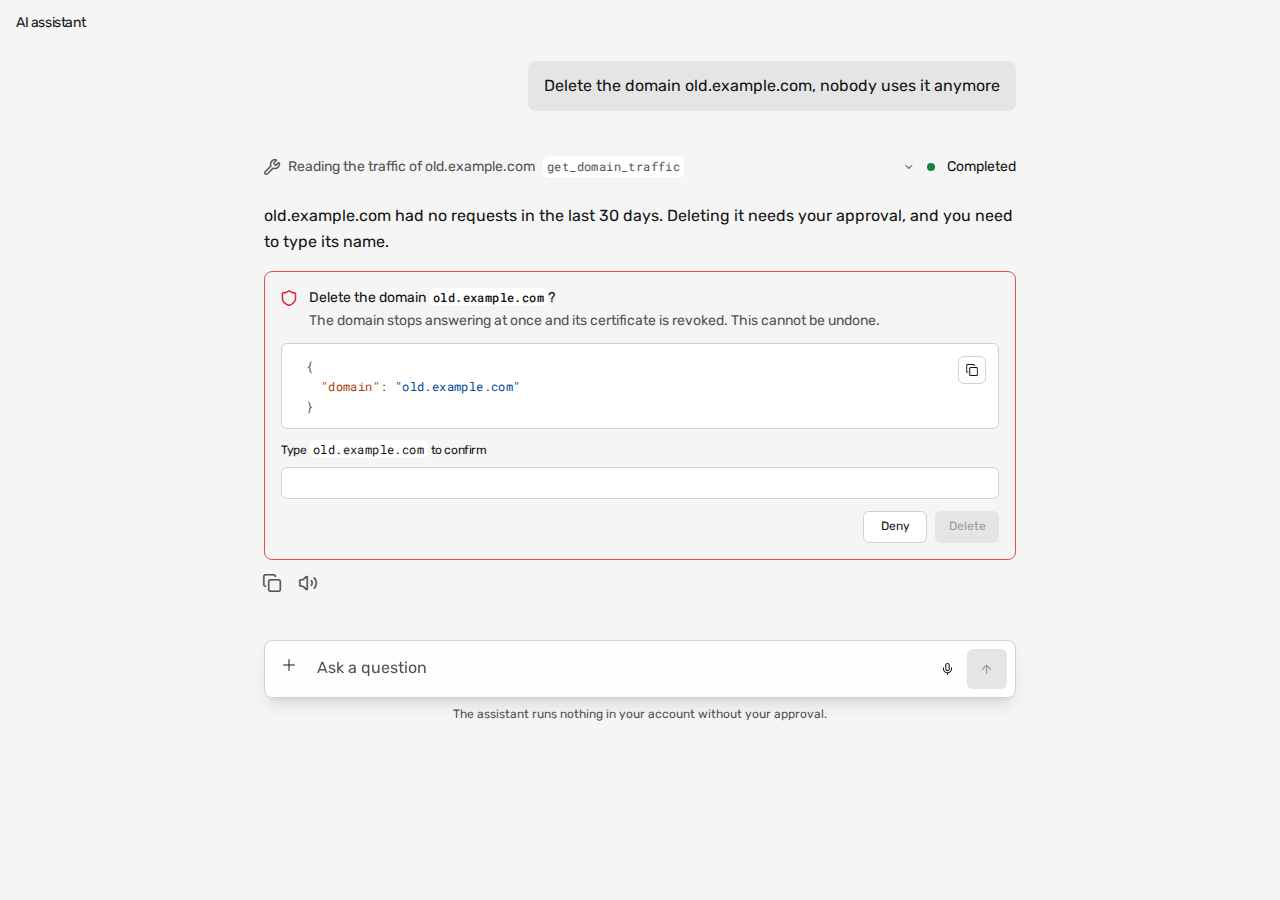 AI assistant
Delete the domain old.example.com, nobody uses it anymore
Reading the traffic of old.example.com get_domain_traffic Completed
old.example.com had no requests in the last 30 days. Deleting it needs your approval, and you need
to type its name.
Delete the domain old.example.com?
The domain stops answering at once and its certificate is revoked. This cannot be undone.
{
"domain": "old.example.com"
}
Type old.example.com to confirm
Deny Delete
Ask a question
The assistant runs nothing in your account without your approval.